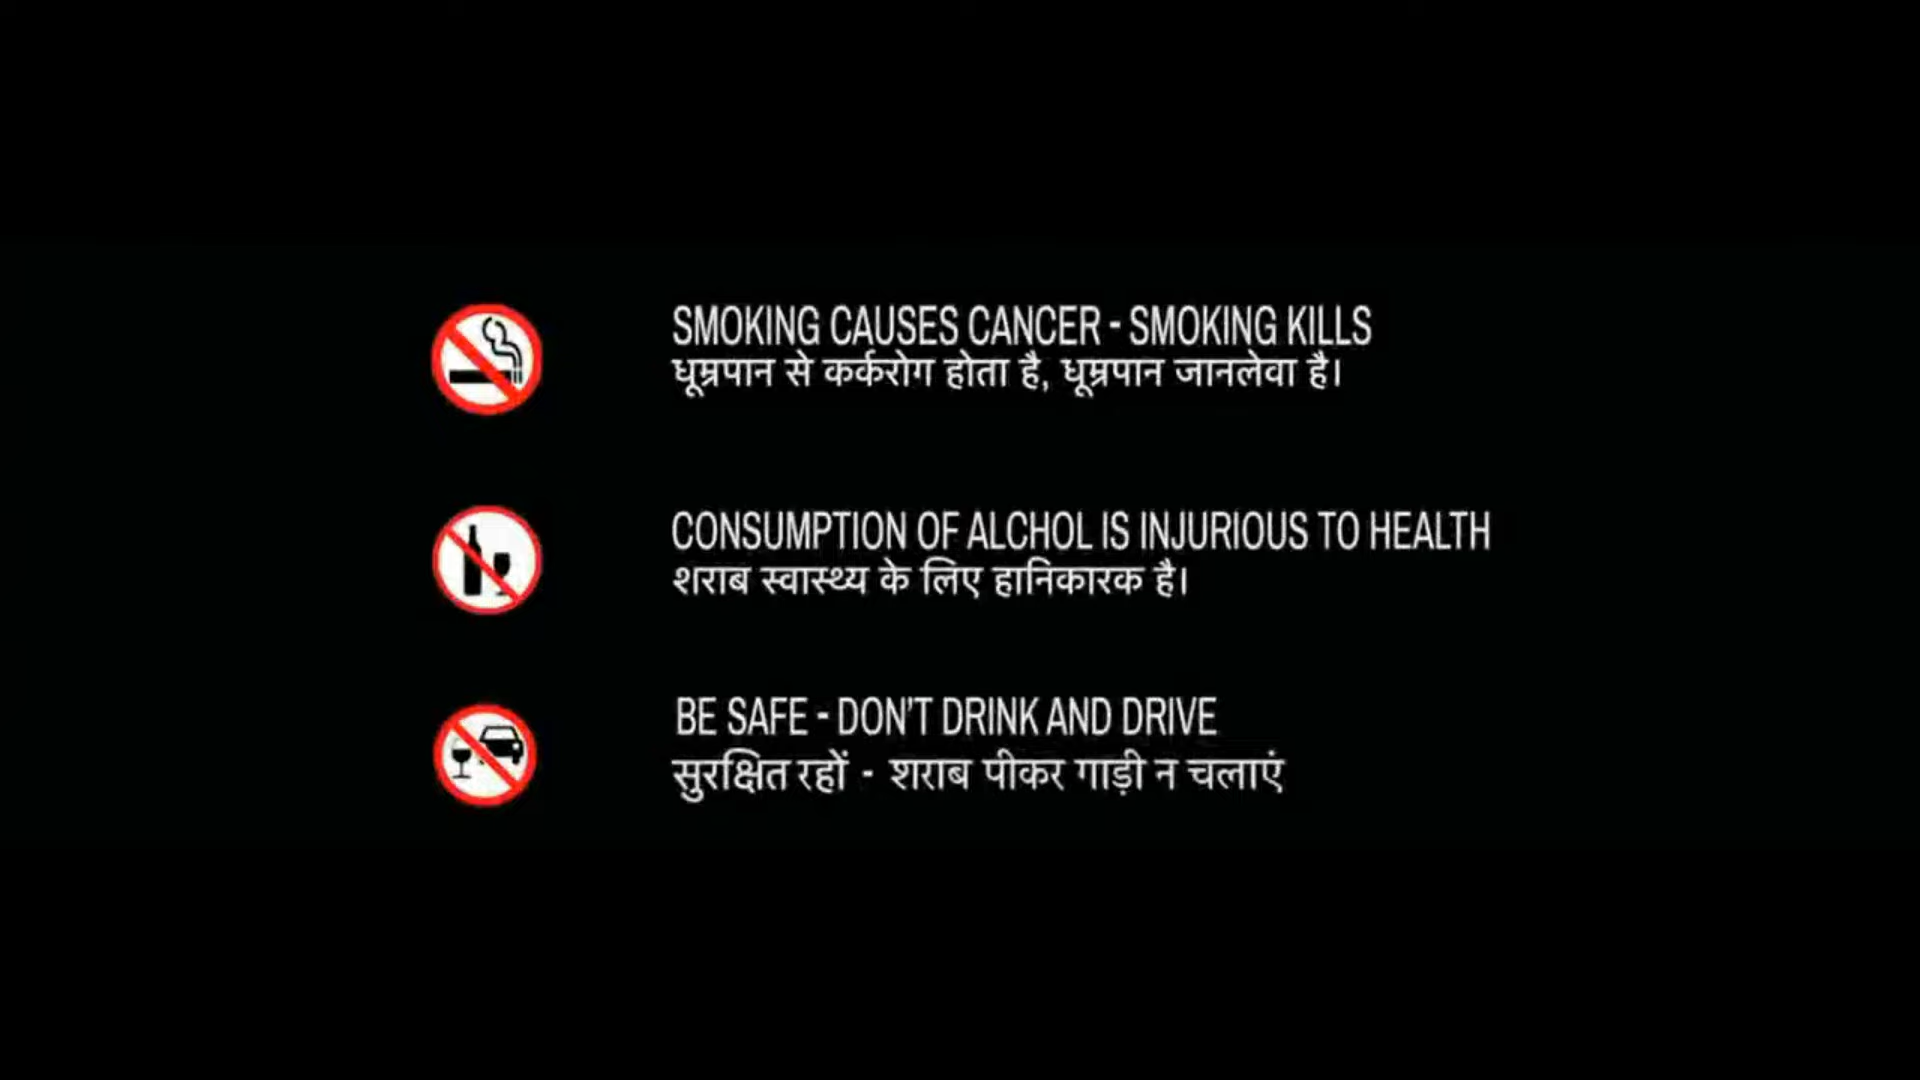 SMOKING CAUSES CANCER - SMOKING KILLS
धूम्रपान से कर्करोग होता है, धूम्रपान जानलेवा है।
CONSUMPTION OF ALCHOL IS INJURIOUS TO HEALTH
शराब स्वास्थ्य के लिए हानिकारक है।
BE SAFE - DON'T DRINK AND DRIVE
सुरक्षित रहों - शराब पीकर गाड़ी न चलाएं